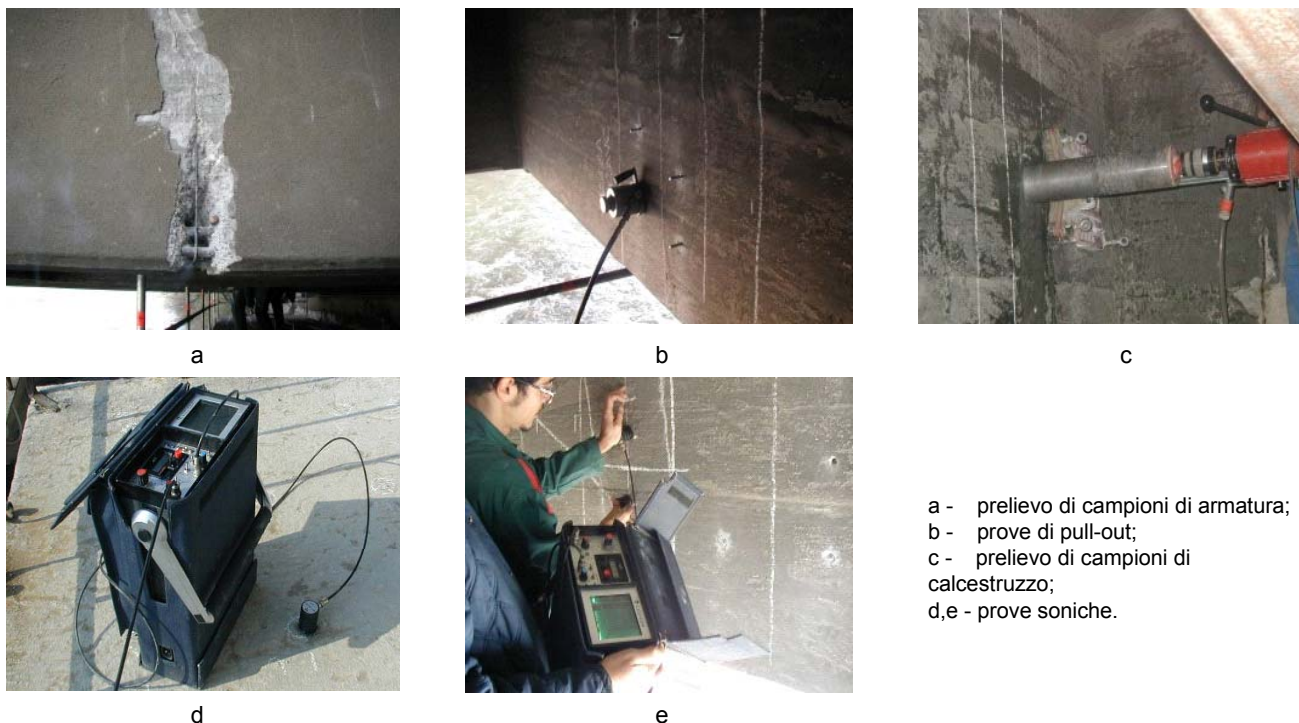 a
b
c
d
e
a - prelievo di campioni di armatura;
b - prove di pull-out;
c - prelievo di campioni di
calcestruzzo;
d,e - prove soniche.